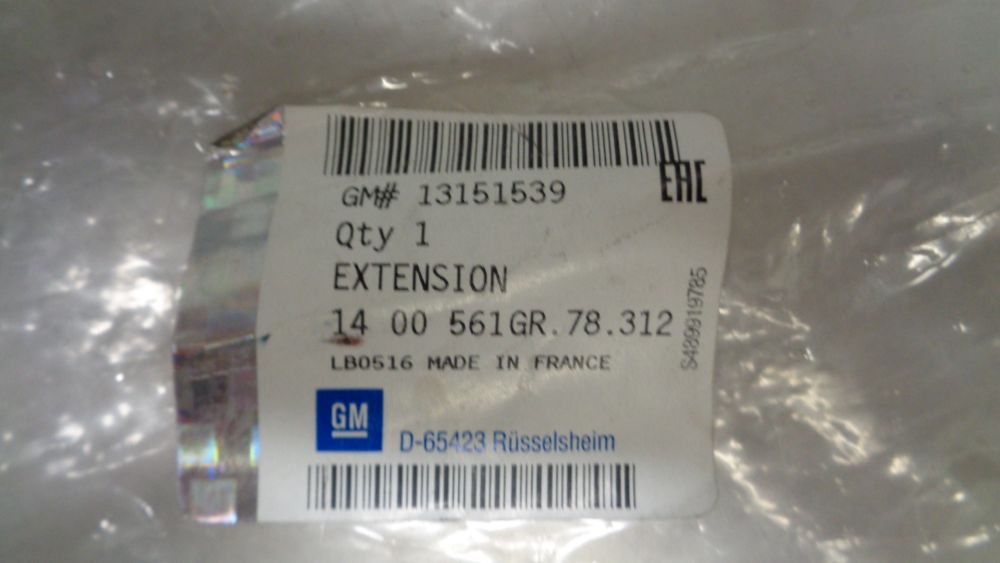 GM# 13151539
EAC
Qty 1
EXTENSION
14 00 561GR.78.312
LB0516 MADE IN FRANCE
S489919785
GM
D-65423 Rüsselsheim